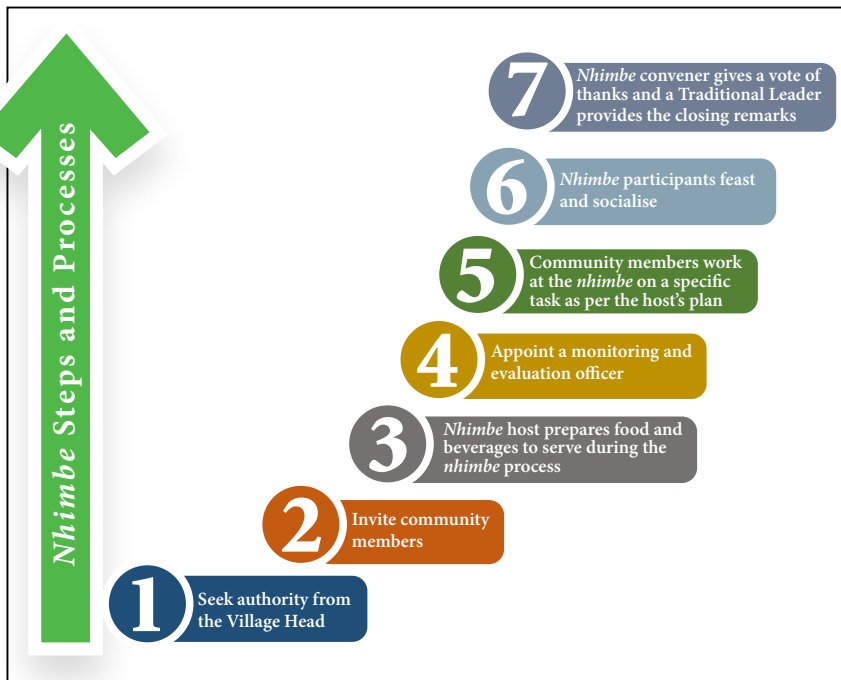 Nhimbe Steps and Processes
7
Nhimbe convener gives a vote of
thanks and a Traditional Leader
provides the closing remarks
6
Nhimbe participants feast
and socialise
5
Community members work
at the nhimbe on a specific
task as per the host's plan
4
Appoint a monitoring and
evaluation officer
3
Nhimbe host prepares food and
beverages to serve during the
nhimbe process
2
Invite community
members
1
Seek authority from
the Village Head